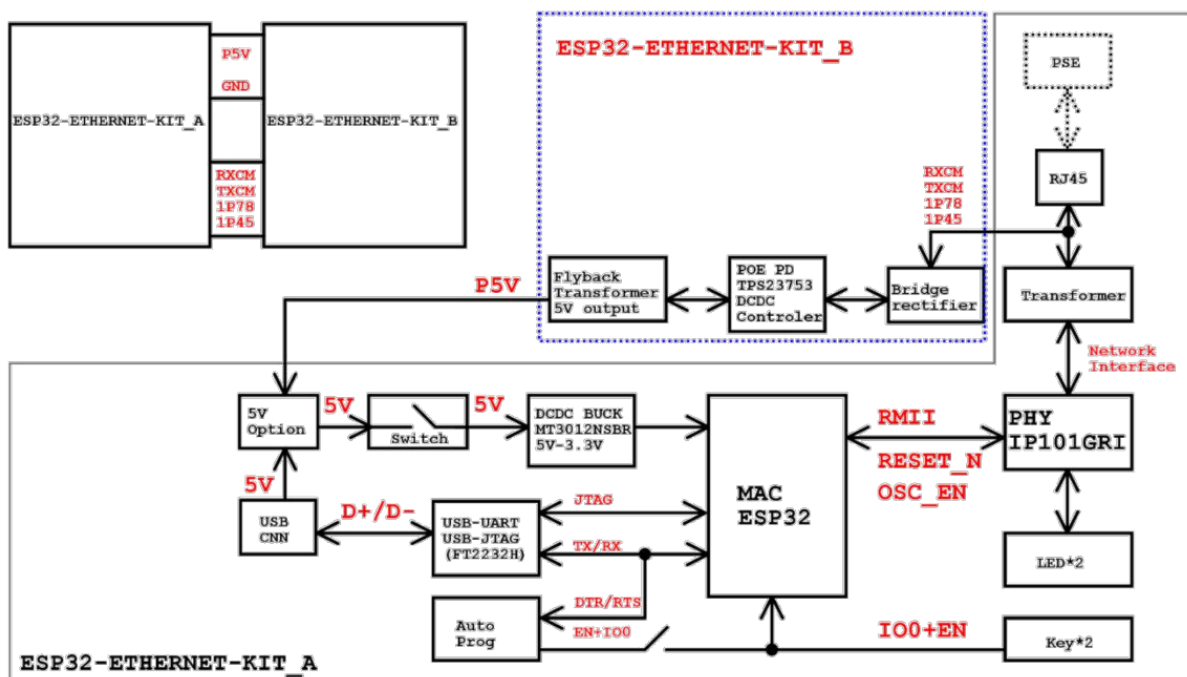 ESP32-ETHERNET-KIT_A
P5V
GND
RXCM
TXCM
1P78
1P45
ESP32-ETHERNET-KIT_B
ESP32-ETHERNET-KIT_B
PSE
RJ45
RXCM
TXCM
1P78
1P45
P5V
Flyback
Transformer
5V output
POE PD
TPS23753
DCDC
Controler
Bridge
rectifier
Transformer
Network
Interface
5V
Option
5V
Switch
5V
DCDC BUCK
MT3012NSBR
5V-3.3V
MAC
ESP32
RMII
RESET_N
OSC_EN
PHY
IP101GRI
5V
USB
CNN
D+/D-
USB-UART
USB-JTAG
(FT2232H)
JTAG
TX/RX
LED*2
DTR/RTS
Auto
Prog
EN+IO0
IO0+EN
Key*2
ESP32-ETHERNET-KIT_A